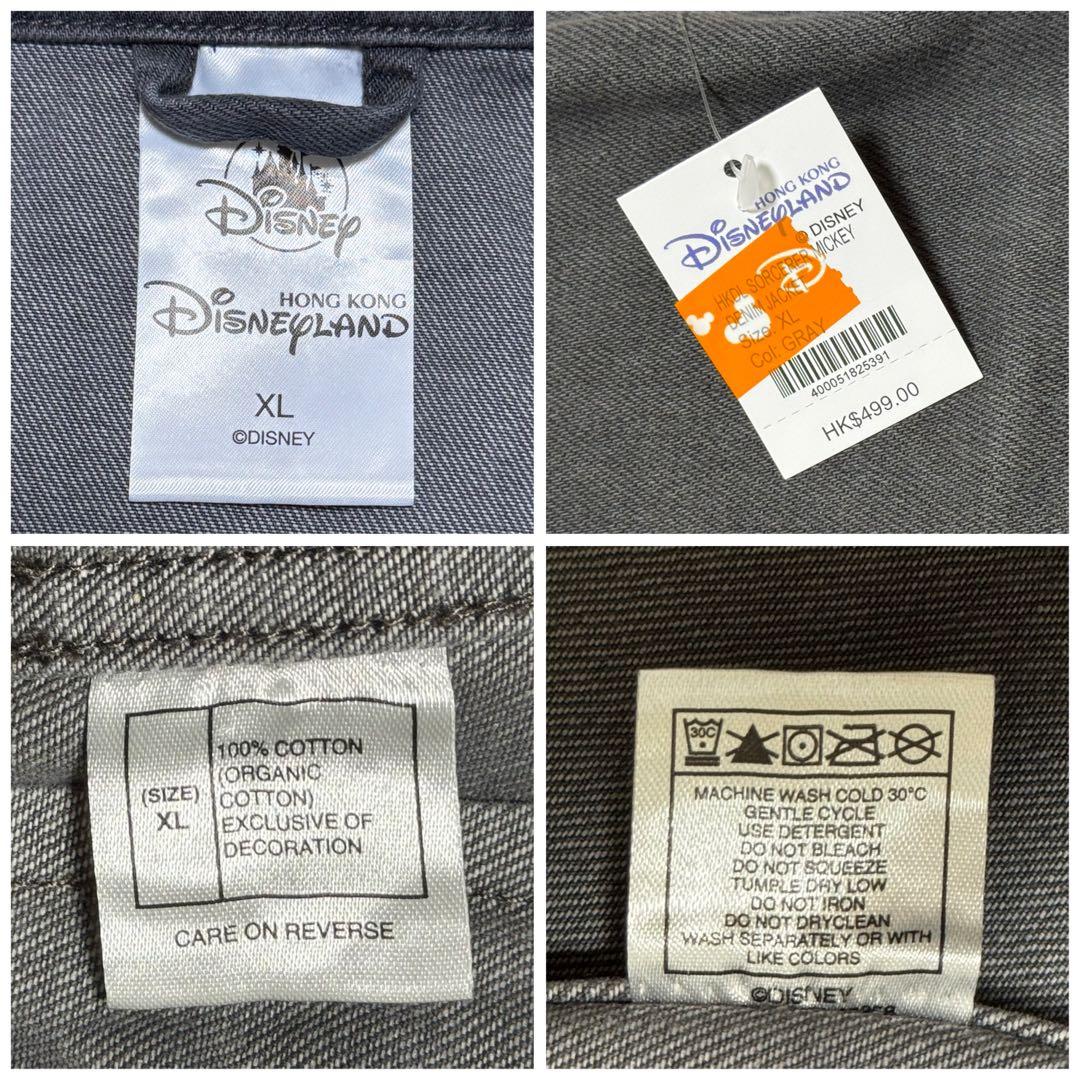 Disney
HONG KONG
Disneyland
XL
©DISNEY
HONG KONG
Disneyland
© DISNEY
HKDL SORCERER MICKEY
DENIM JACKET
Size: XL
Col: GRAY
400051825391
HK$499.00
(SIZE)
XL
100% COTTON
(ORGANIC
COTTON)
EXCLUSIVE OF
DECORATION
CARE ON REVERSE
30C
MACHINE WASH COLD 30°C
GENTLE CYCLE
USE DETERGENT
DO NOT BLEACH
DO NOT SQUEEZE
TUMPLE DRY LOW
DO NOT IRON
DO NOT DRYCLEAN
WASH SEPARATELY OR WITH
LIKE COLORS
©DISNEY